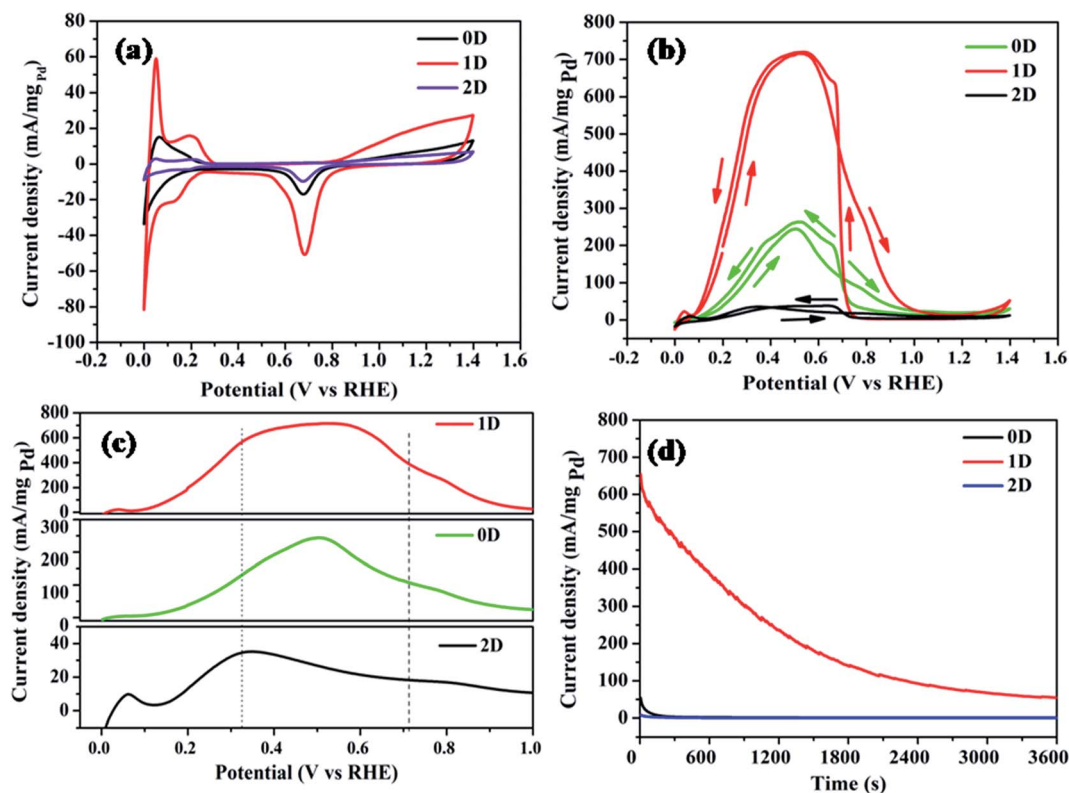 (a)
0D
1D
2D
Current density (mA/mg Pd)
80
60
40
20
0
-20
-40
-60
-80
-100
-0.2 0.0 0.2 0.4 0.6 0.8 1.0 1.2 1.4 1.6
Potential (V vs RHE)
(b)
0D
1D
2D
Current density (mA/mg Pd)
800
700
600
500
400
300
200
100
0
-0.2 0.0 0.2 0.4 0.6 0.8 1.0 1.2 1.4 1.6
Potential (V vs RHE)
(c)
1D
0D
2D
Current density (mA/mg Pd)
800
600
400
200
0
300
200
100
0
40
20
0
0.0 0.2 0.4 0.6 0.8 1.0
Potential (V vs RHE)
(d)
0D
1D
2D
Current density (mA/mg Pd)
800
700
600
500
400
300
200
100
0
0 600 1200 1800 2400 3000 3600
Time (s)